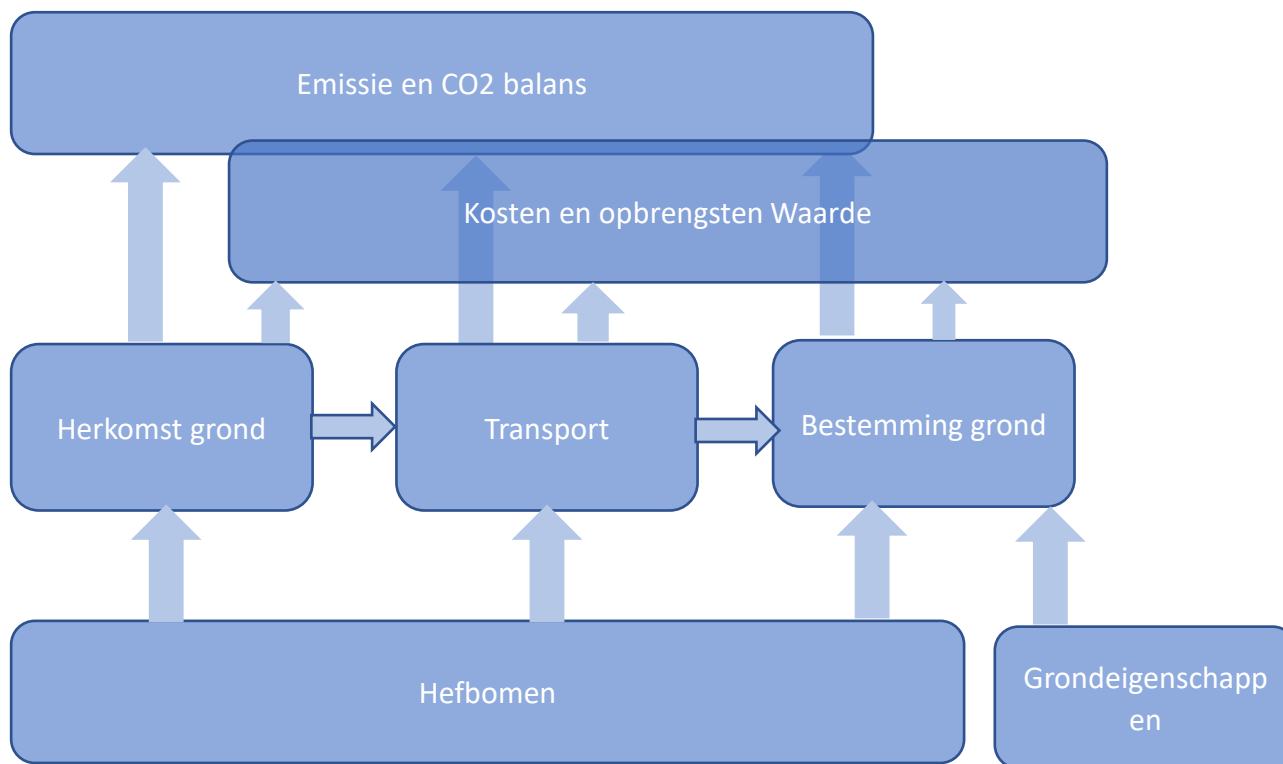 Emissie en CO2 balans
Kosten en opbrengsten Waarde
Herkomst grond
Transport
Bestemming grond
Hefbomen
Grondeigenschapp
en